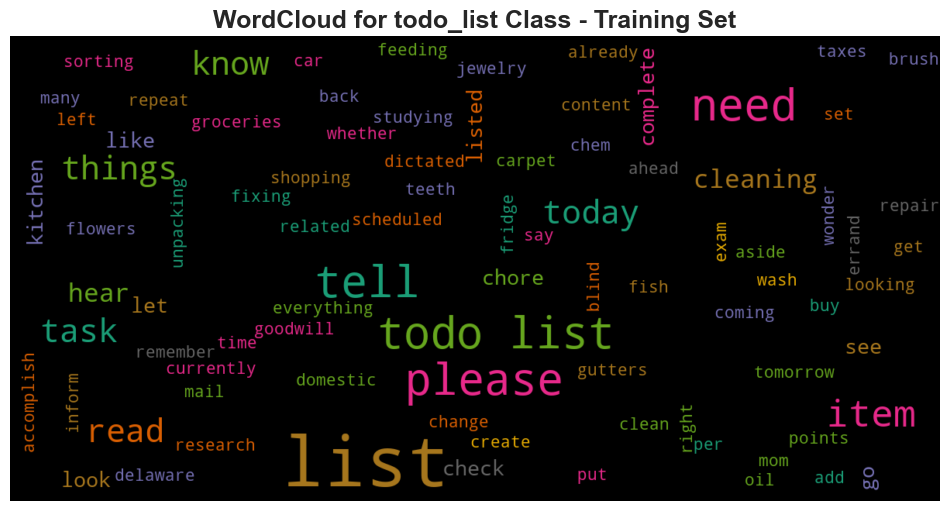 WordCloud for todo_list Class - Training Set
feeding
already
taxes
brush
sorting
know
car
jewelry
complete
many
repeat
back
listed
content
need
set
left
groceries
studying
whether
like
chem
things
dictated
carpet
ahead
cleaning
kitchen
shopping
teeth
fixing
unpacking
related
scheduled
fridge
today
wonder
repair
flowers
say
exam
errand
get
aside
tell
chore
blind
fish
wash
looking
hear
let
everything
coming
buy
task
goodwill
todo list
time
remember
see
currently
accomplish
inform
mail
domestic
please
gutters
tomorrow
item
read
research
change
create
clean
right
per
points
list
check
look
delaware
put
mom
oil
add
go